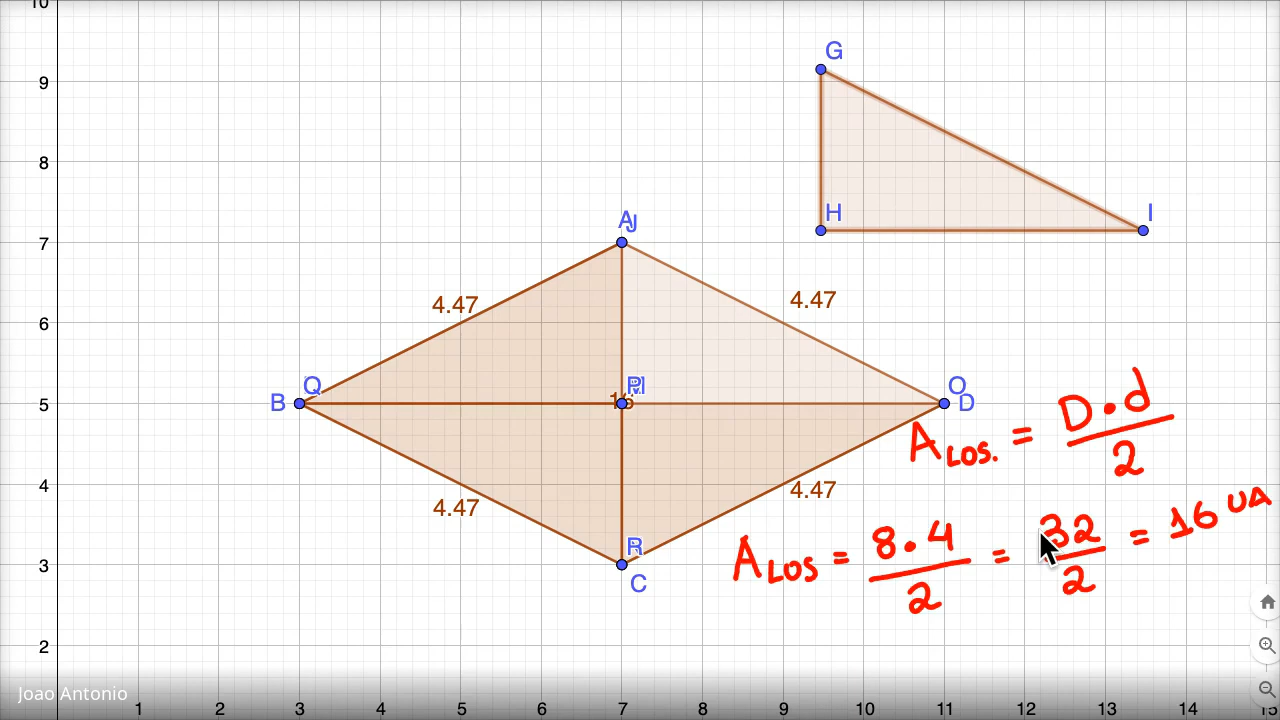 10
G
9
8
H I
A J
7
4.47 4.47
6
Q O
B 5 D
A LOS. = D . d / 2
4
4.47 4.47
A LOS = 8 . 4 / 2 = 32 / 2 = 16 UA
R
3
C
2
Joao Antonio
1 2 3 4 5 6 7 8 9 10 11 12 13 14 15